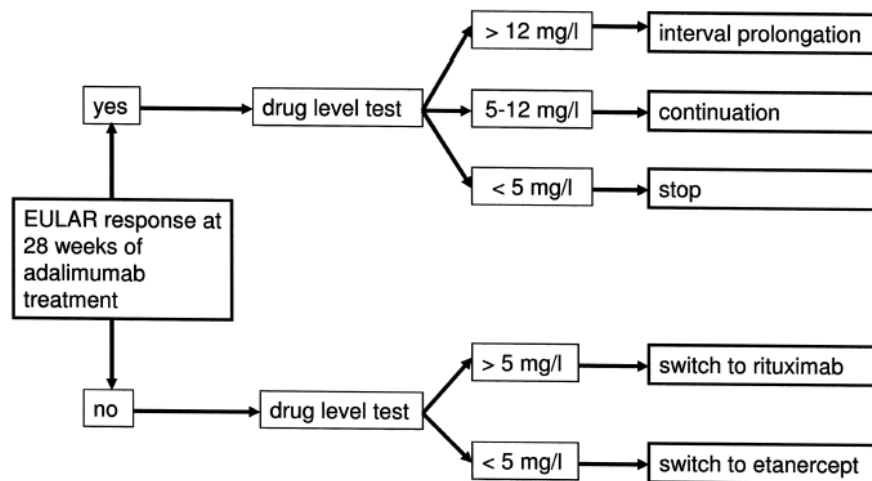 > 12 mg/l
interval prolongation
yes
drug level test
5-12 mg/l
continuation
< 5 mg/l
stop
EULAR response at
28 weeks of
adalimumab
treatment
> 5 mg/l
switch to rituximab
no
drug level test
< 5 mg/l
switch to etanercept